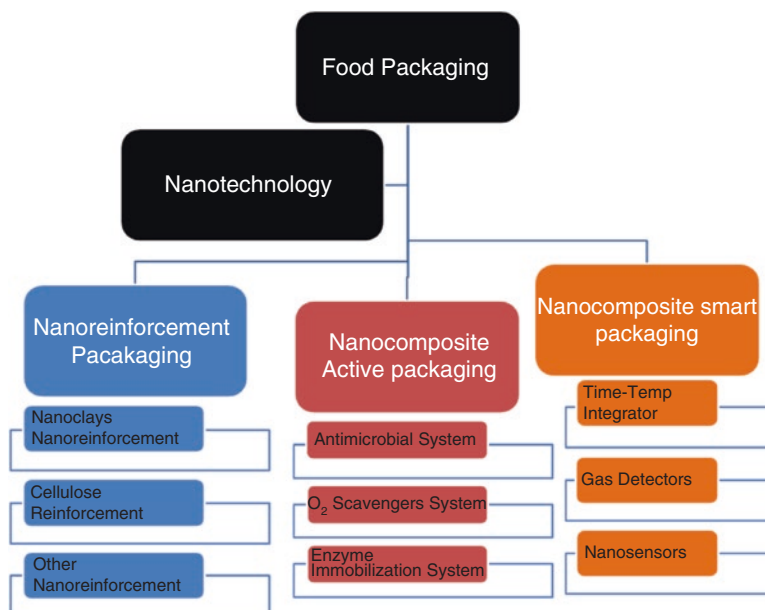 Food Packaging
Nanotechnology
Nanoreinforcement
Pacakaging
Nanoclays
Nanoreinforcement
Cellulose
Reinforcement
Other
Nanoreinforcement
Nanocomposite
Active packaging
Antimicrobial System
O₂ Scavengers System
Enzyme
Immobilization System
Nanocomposite smart
packaging
Time-Temp
Integrator
Gas Detectors
Nanosensors